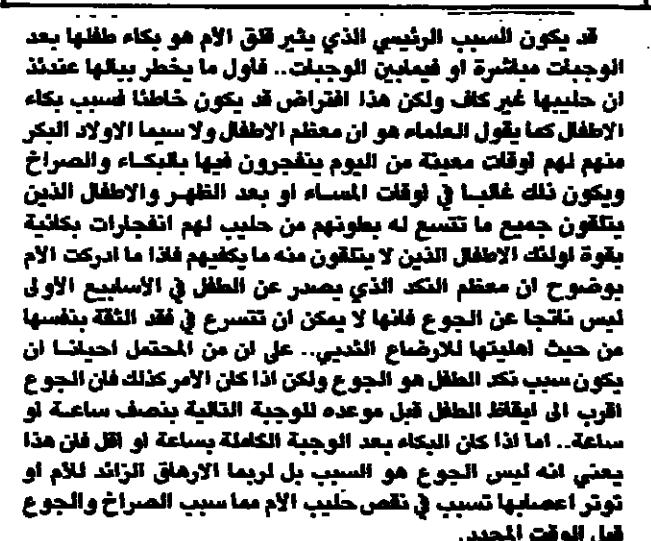 قد يكون السبب الرئيسي الذي يثير قلق الأم هو بكاء طفلها بعد
الوجبات مباشرة او فيمابين الوجبات.. فاول ما يخطر ببالها عندئذ
ان حليبها غير كاف ولكن هذا افتراض قد يكون خاطئا فسبب بكاء
الاطفال كما يقول العلماء هو ان معظم الاطفال ولا سيما الاولاد البكر
منهم لهم اوقات معينة من اليوم ينفجرون فيها بالبكاء والصراخ
ويكون ذلك غالبا في اوقات المساء او بعد الظهر والاطفال الذين
يتلقون جميع ما تتسع له بطونهم من حليب لهم انفجارات بكائية
بقوة اولئك الاطفال الذين لا يتلقون منه ما يكفيهم فاذا ما ادركت الأم
بوضوح ان معظم النكد الذي يصدر عن الطفل في الأسابيع الأولى
ليس ناتجا عن الجوع فانها لا يمكن ان تتسرع في فقد الثقة بنفسها
من حيث اهليتها للارضاع الثديي.. على ان من المحتمل احيانا ان
يكون سبب نكد الطفل هو الجوع ولكن اذا كان الامر كذلك فان الجوع
اقرب الى ايقاظ الطفل قبل موعده للوجبة التالية بنصف ساعة او
ساعة.. اما اذا كان البكاء بعد الوجبة الكاملة بساعة او اقل فان هذا
يعني انه ليس الجوع هو السبب بل لربما الارهاق الزائد للأم او
توتر اعصابها تسبب في نقص حليب الأم مما سبب الصراخ والجوع
قبل الوقت المحدد.